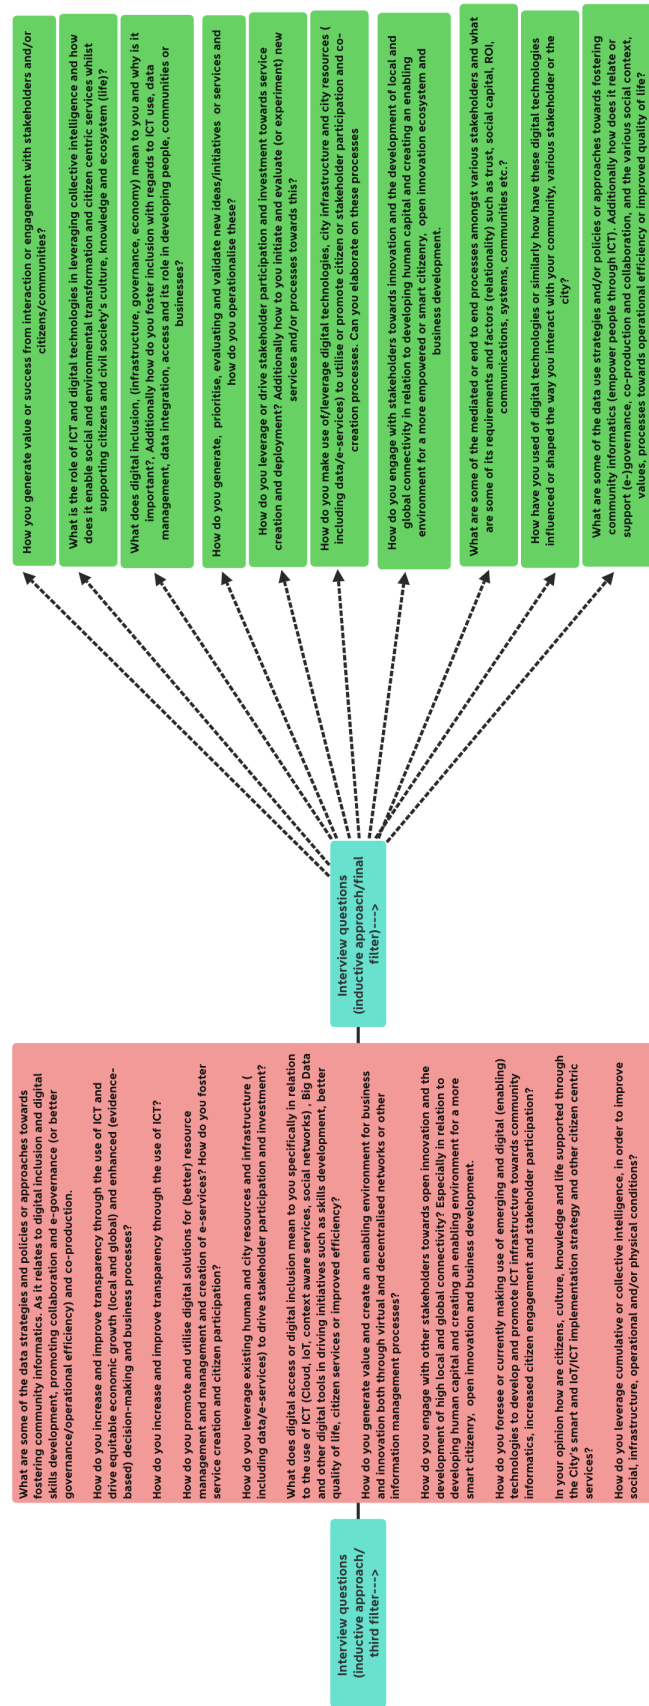 Interview questions
(inductive approach/
third filter--->
What are some of the data strategies and policies or approaches towards
fostering community informatics. As it relates to digital inclusion and digital
skills development, promoting collaboration and e-governance (or better
governance/operational efficiency) and co-production.
How do you increase and improve transparency through the use of ICT and
drive equitable economic growth (local and global) and enhanced (evidence-
based) decision-making and business processes?
How do you increase and improve transparency through the use of ICT?
How do you promote and utilise digital solutions for (better) resource
management and management and creation of e-services? How do you foster
service creation and citizen participation?
How do you leverage existing human and city resources and infrastructure (
including data/e-services) to drive stakeholder participation and investment?
What does digital access or digital inclusion mean to you specifically in relation
to the use of ICT (Cloud, IoT, context aware services, social networks) , Big Data
and other digital tools in driving initiatives such as skills development, better
quality of life, citizen services or improved efficiency?
How do you generate value and create an enabling environment for business
and innovation both through virtual and decentralised networks or other
information management processes?
How do you engage with other stakeholders towards open innovation and the
development of high local and global connectivity? Especially in relation to
developing human capital and creating an enabling environment for a more
smart citizenry, open innovation and business development.
How do you foresee or currently making use of emerging and digital (enabling)
technologies to develop and promote ICT infrastructure towards community
informatics, increased citizen engagement and stakeholder participation?
In your opinion how are citizens, culture, knowledge and life supported through
the City's smart and IoT/ICT implementation strategy and other citizen centric
services?
How do you leverage cumulative or collective intelligence, in order to improve
social, infrastructure, operational and/or physical conditions?
Interview questions
(inductive approach/final
filter)--->
How you generate value or success from interaction or engagement with stakeholders and/or
citizens/communities?
What is the role of ICT and digital technologies in leveraging collective intelligence and how
does it enable social and environmental transformation and citizen centric services whilst
supporting citizens and civil society's culture, knowledge and ecosystem (life)?
What does digital inclusion, (infrastructure, governance, economy) mean to you and why is it
important?, Additionally how do you foster inclusion with regards to ICT use, data
management, data integration, access and its role in developing people, communities or
businesses?
How do you generate, prioritise, evaluating and validate new ideas/initiatives or services and
how do you operationalise these?
How do you leverage or drive stakeholder participation and investment towards service
creation and deployment? Additionally how to you initiate and evaluate (or experiment) new
services and/or processes towards this?
How do you make use of/leverage digital technologies, city infrastructure and city resources (
including data/e-services) to utilise or promote citizen or stakeholder participation and co-
creation processes. Can you elaborate on these processes
How do you engage with stakeholders towards innovation and the development of local and
global connectivity in relation to developing human capital and creating an enabling
environment for a more empowered or smart citizenry, open innovation ecosystem and
business development.
What are some of the mediated or end to end processes amongst various stakeholders and what
are some of its requirements and factors (relationality) such as trust, social capital, ROI,
communications, systems, communities etc.?
How have you used of digital technologies or similarly how have these digital technologies
influenced or shaped the way you interact with your community, various stakeholder or the
city?
What are some of the data use strategies and/or policies or approaches towards fostering
community informatics (empower people through ICT). Additionally how does it relate or
support (e-)governance, co-production and collaboration, and the various social context,
values, processes towards operational efficiency or improved quality of life?